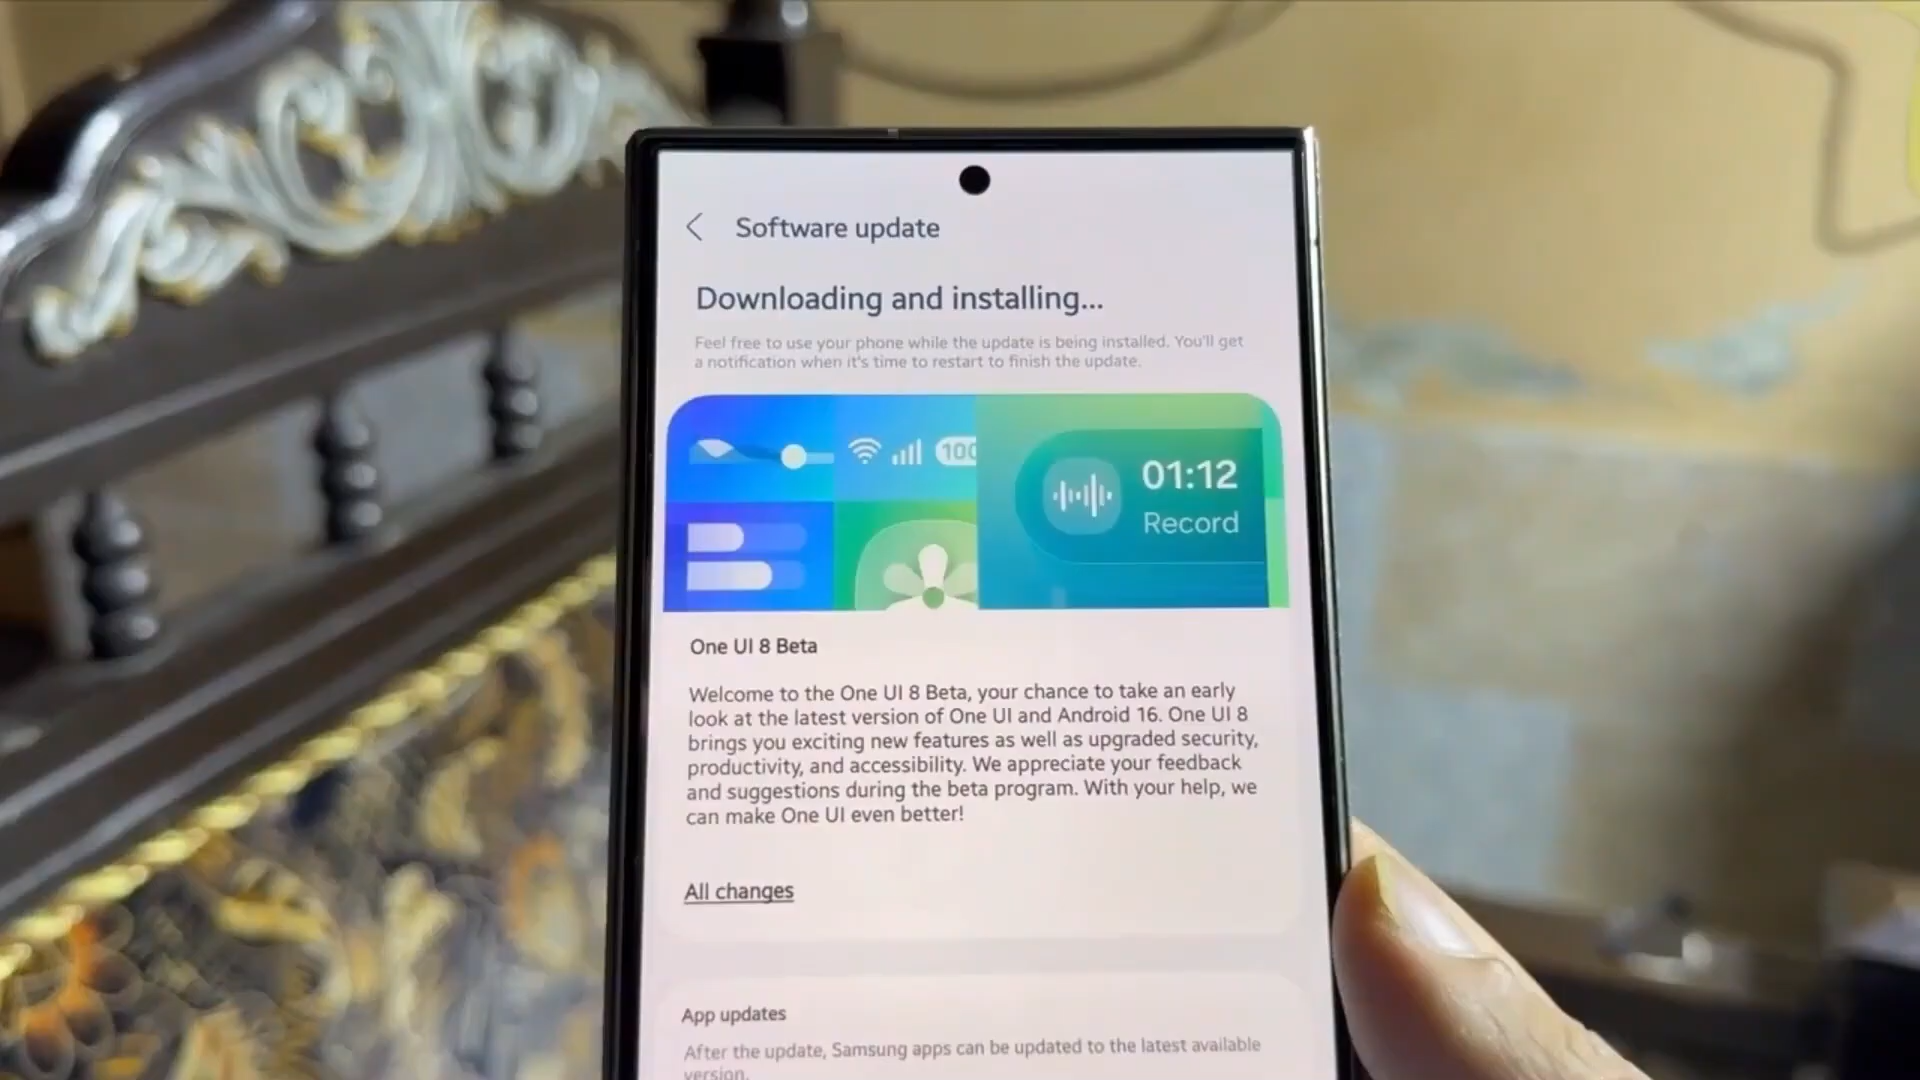 Software update
Downloading and installing...
Feel free to use your phone while the update is being installed. You'll get
a notification when it's time to restart to finish the update.
100
01:12
Record
One UI 8 Beta
Welcome to the One UI 8 Beta, your chance to take an early
look at the latest version of One UI and Android 16. One UI 8
brings you exciting new features as well as upgraded security,
productivity, and accessibility. We appreciate your feedback
and suggestions during the beta program. With your help, we
can make One UI even better!
All changes
App updates
After the update, Samsung apps can be updated to the latest available
version.